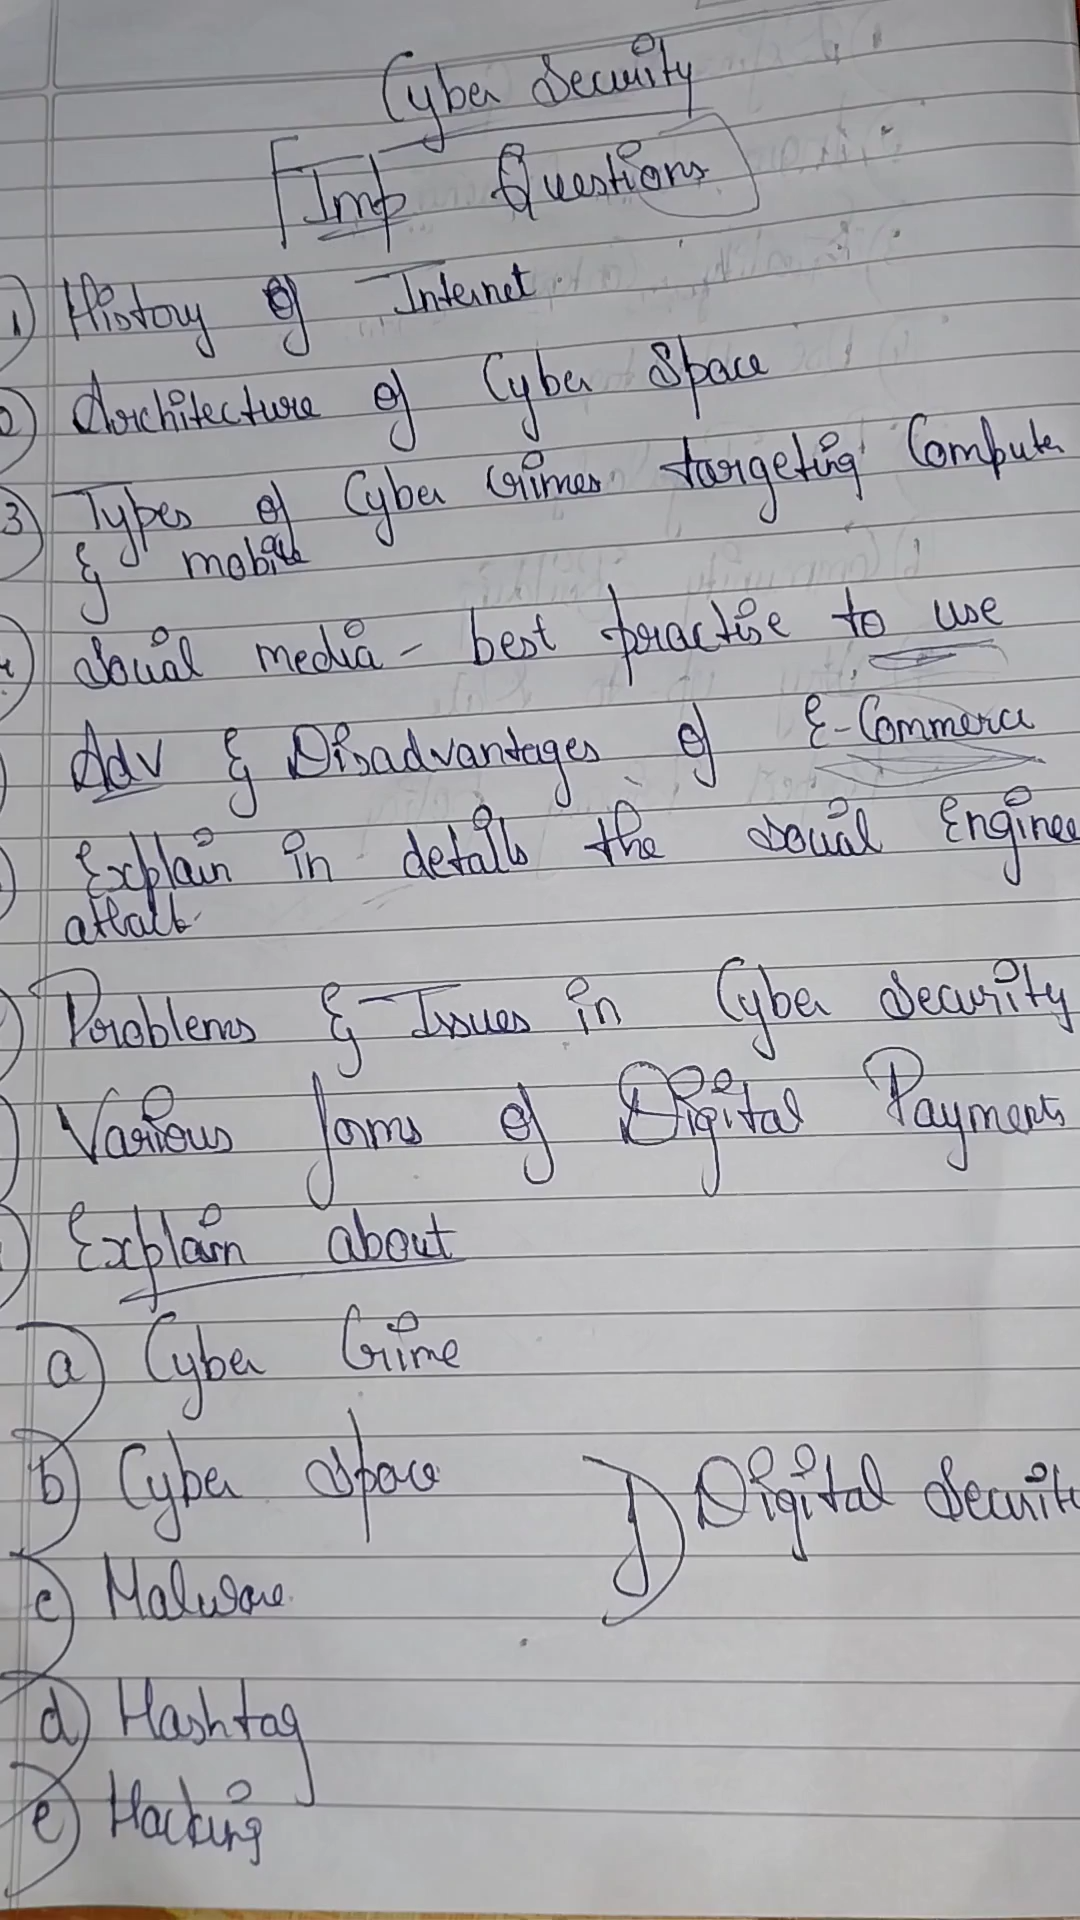 Cyber Security
Imp Questions
1) History of Internet
2) Architecture of Cyber Space
3) Types of Cyber Crimes targeting Computer
& mobile
4) Social media - best practise to use
Adv & Disadvantages of E-Commerce
Explain in details the social Enginee
attack
Problems & Issues in Cyber Security
Various forms of Digital Payments
Explain about
a) Cyber Crime
b) Cyber Space
f) Digital Securit
c) Malware
d) Hashtag
e) Hacking